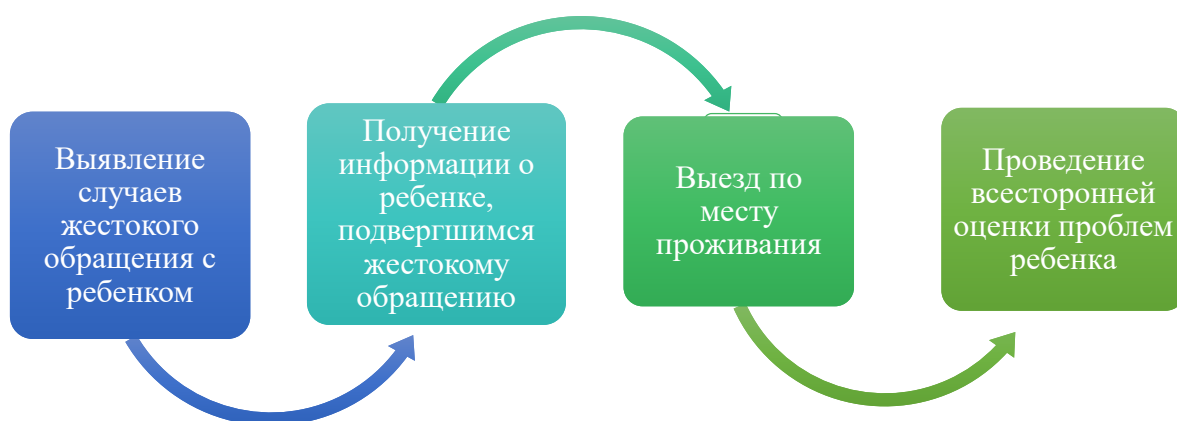 Выявление
случаев
жестокого
обращения с
ребенком
Получение
информации о
ребенке,
подвергшимся
жестокому
обращению
Выезд по
месту
проживания
Проведение
всесторонней
оценки проблем
ребенка